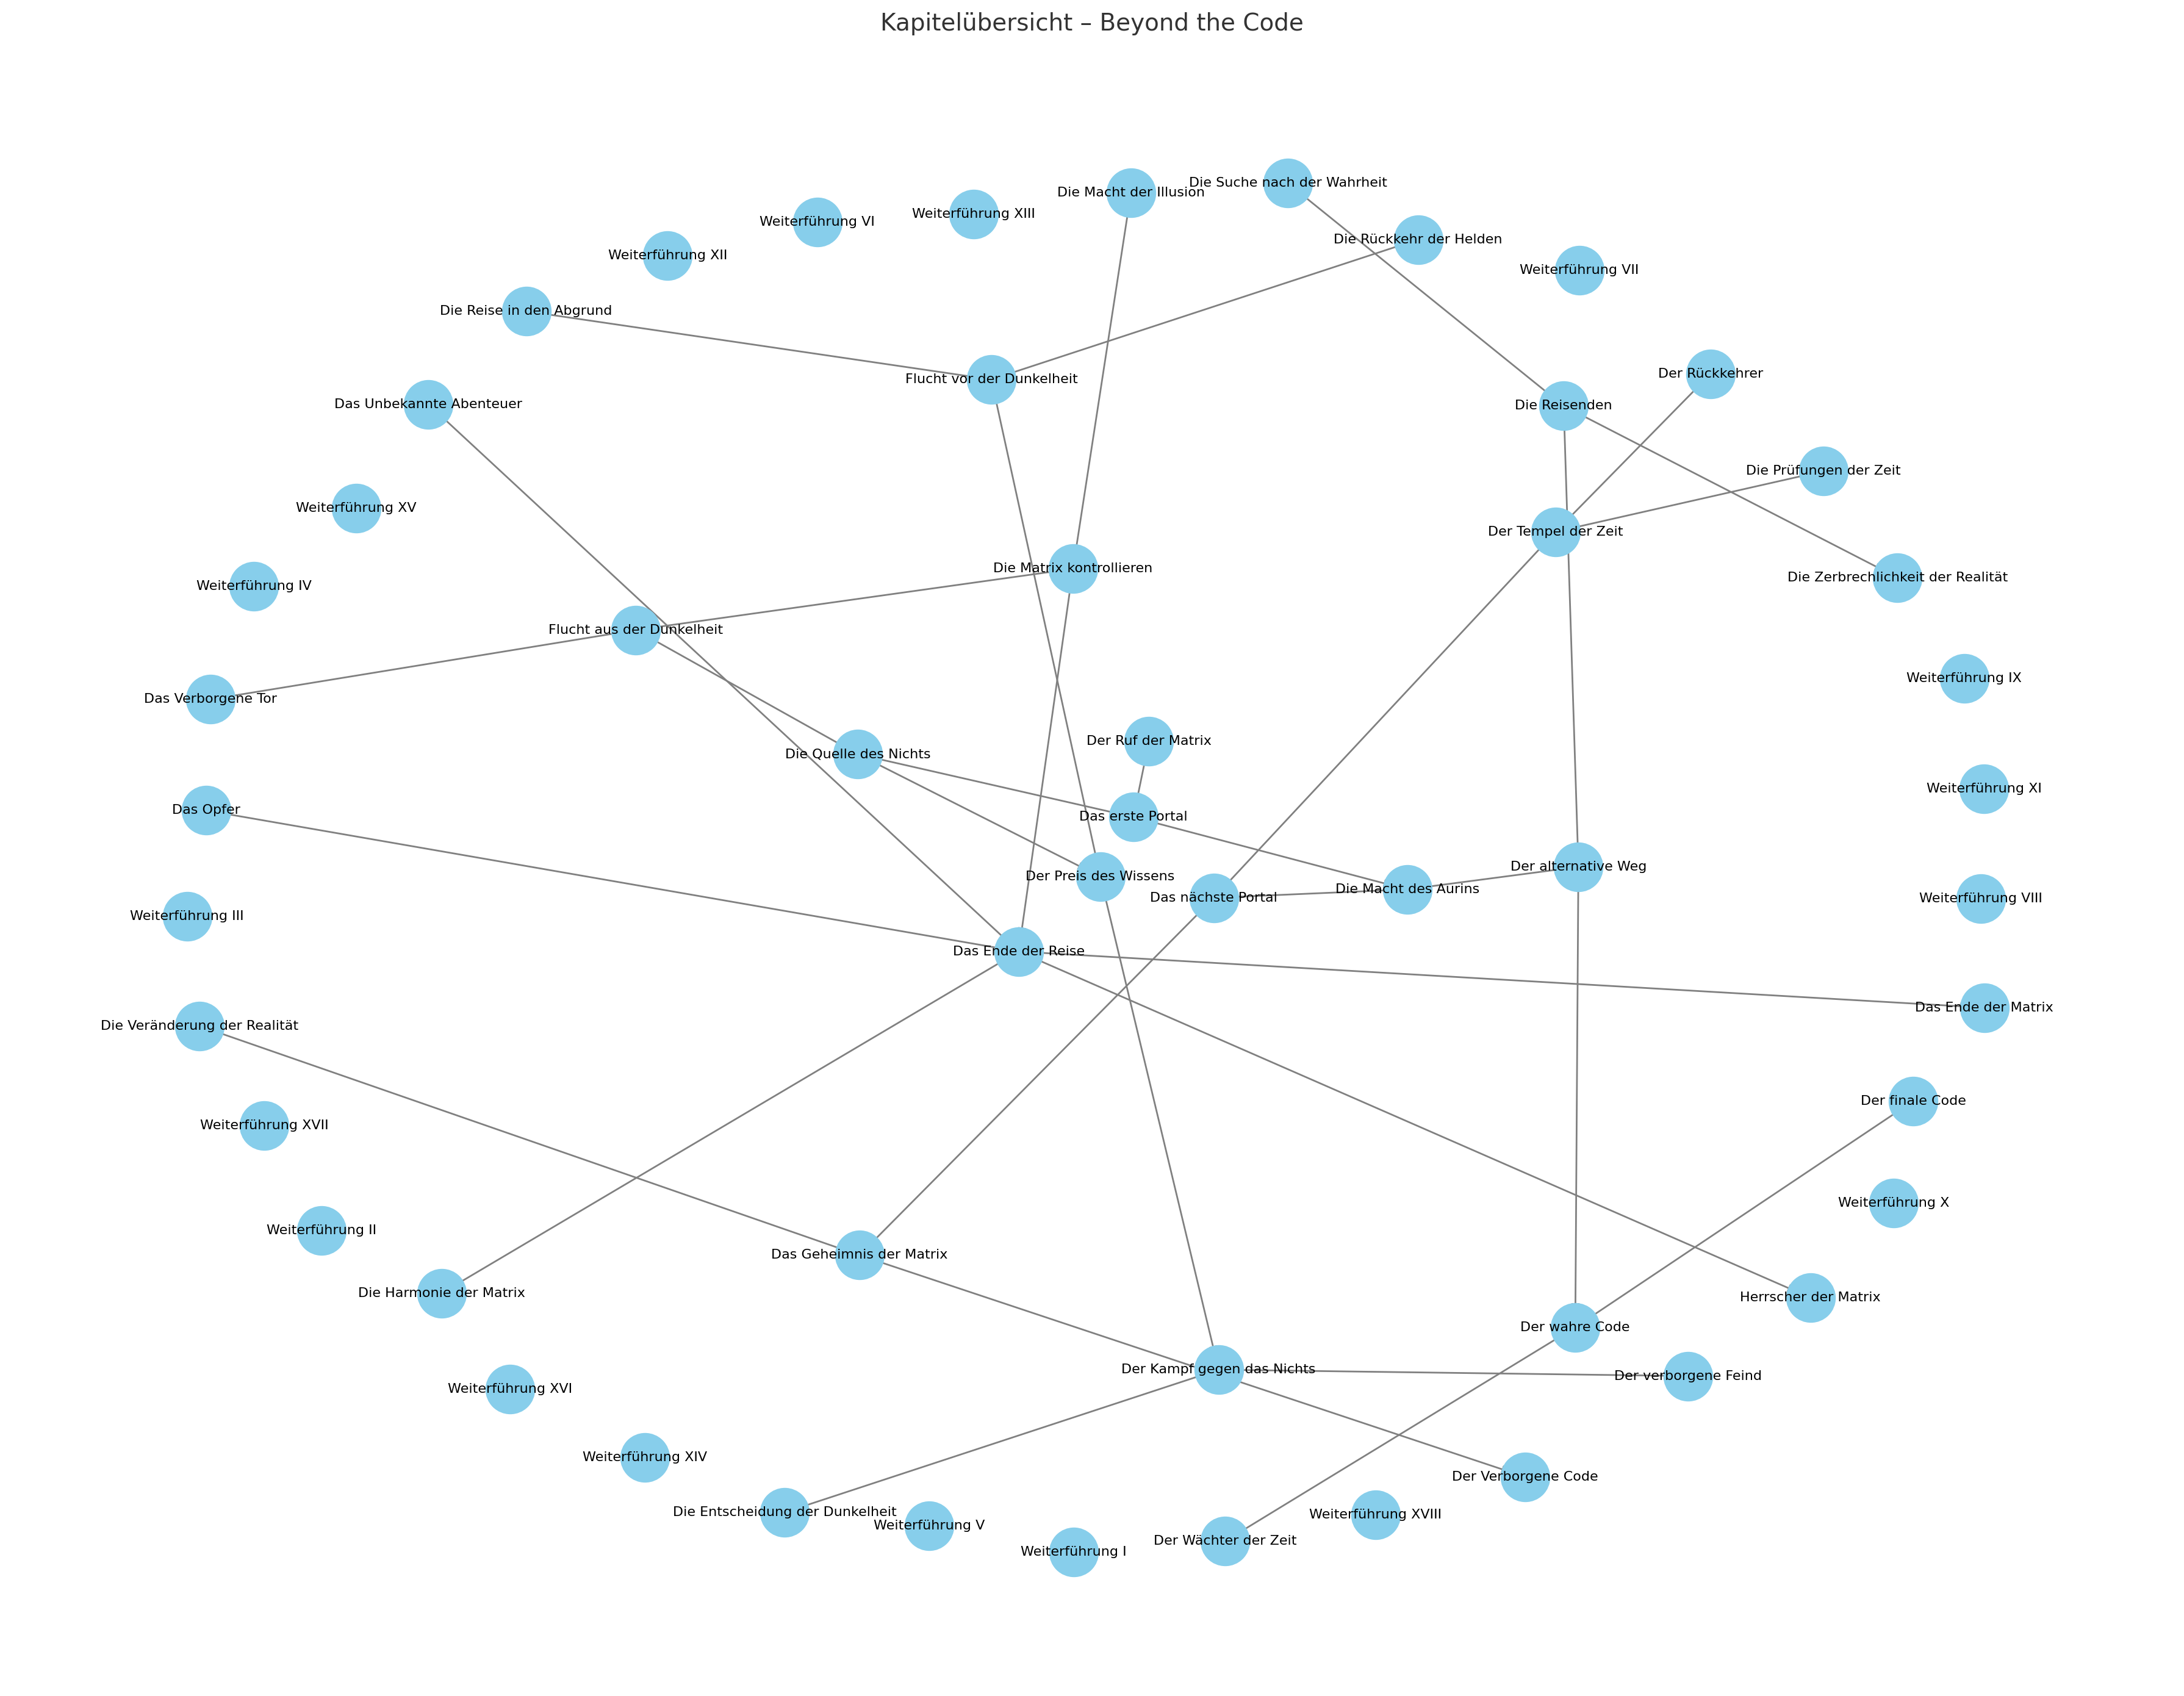 Kapitelübersicht – Beyond the Code
Die Suche nach der Wahrheit
Die Macht der Illusion
Weiterführung XIII
Weiterführung VI
Die Rückkehr der Helden
Weiterführung XII
Weiterführung VII
Die Reise in den Abgrund
Der Rückkehrer
Flucht vor der Dunkelheit
Das Unbekannte Abenteuer
Die Reisenden
Die Prüfungen der Zeit
Weiterführung XV
Der Tempel der Zeit
Die Matrix kontrollieren
Die Zerbrechlichkeit der Realität
Weiterführung IV
Flucht aus der Dunkelheit
Weiterführung IX
Das Verborgene Tor
Der Ruf der Matrix
Die Quelle des Nichts
Weiterführung XI
Das Opfer
Das erste Portal
Der alternative Weg
Der Preis des Wissens
Die Macht des Aurins
Das nächste Portal
Weiterführung VIII
Weiterführung III
Das Ende der Reise
Das Ende der Matrix
Die Veränderung der Realität
Der finale Code
Weiterführung XVII
Weiterführung X
Weiterführung II
Das Geheimnis der Matrix
Die Harmonie der Matrix
Herrscher der Matrix
Der wahre Code
Der Kampf gegen das Nichts
Der verborgene Feind
Weiterführung XVI
Weiterführung XIV
Der Verborgene Code
Die Entscheidung der Dunkelheit
Weiterführung XVIII
Weiterführung V
Der Wächter der Zeit
Weiterführung I